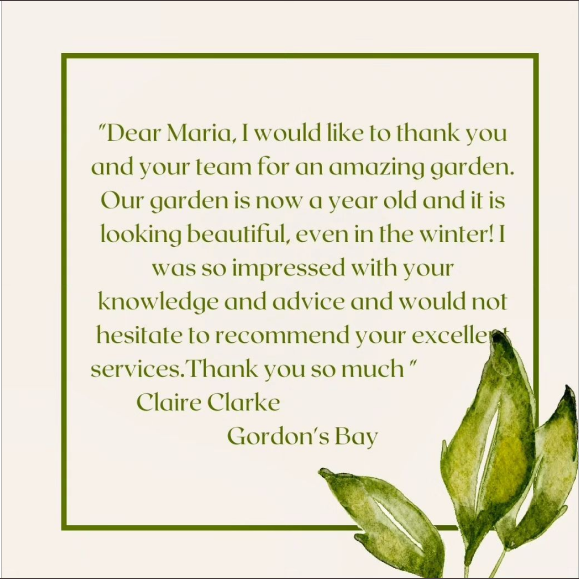 "Dear Maria, I would like to thank you
and your team for an amazing garden.
Our garden is now a year old and it is
looking beautiful, even in the winter! I
was so impressed with your
knowledge and advice and would not
hesitate to recommend your excellent
services.Thank you so much "
Claire Clarke
Gordon's Bay